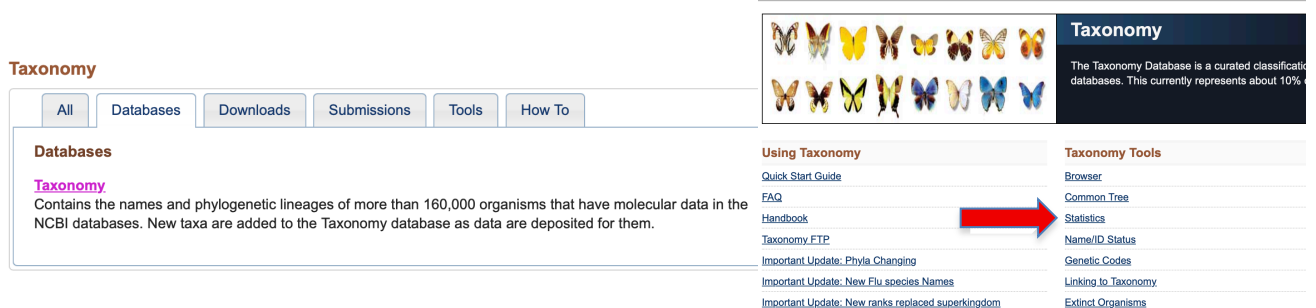 Taxonomy
All
Databases
Downloads
Submissions
Tools
How To
Databases
Taxonomy
Contains the names and phylogenetic lineages of more than 160,000 organisms that have molecular data in the
NCBI databases. New taxa are added to the Taxonomy database as data are deposited for them.
Taxonomy
The Taxonomy Database is a curated
databases. This currently represents about 10%
Using Taxonomy
Quick Start Guide
FAQ
Handbook
Taxonomy FTP
Important Update: Phyla Changing
Important Update: New Flu species Names
Important Update: New ranks replaced superkingdom
Taxonomy Tools
Browser
Common Tree
Statistics
Name/ID Status
Genetic Codes
Linking to Taxonomy
Extinct Organisms